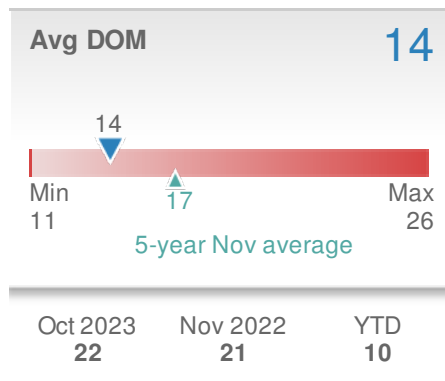 Avg DOM 14
14
Min 17 Max
11 26
5-year Nov average
Oct 2023 Nov 2022 YTD
22 21 10